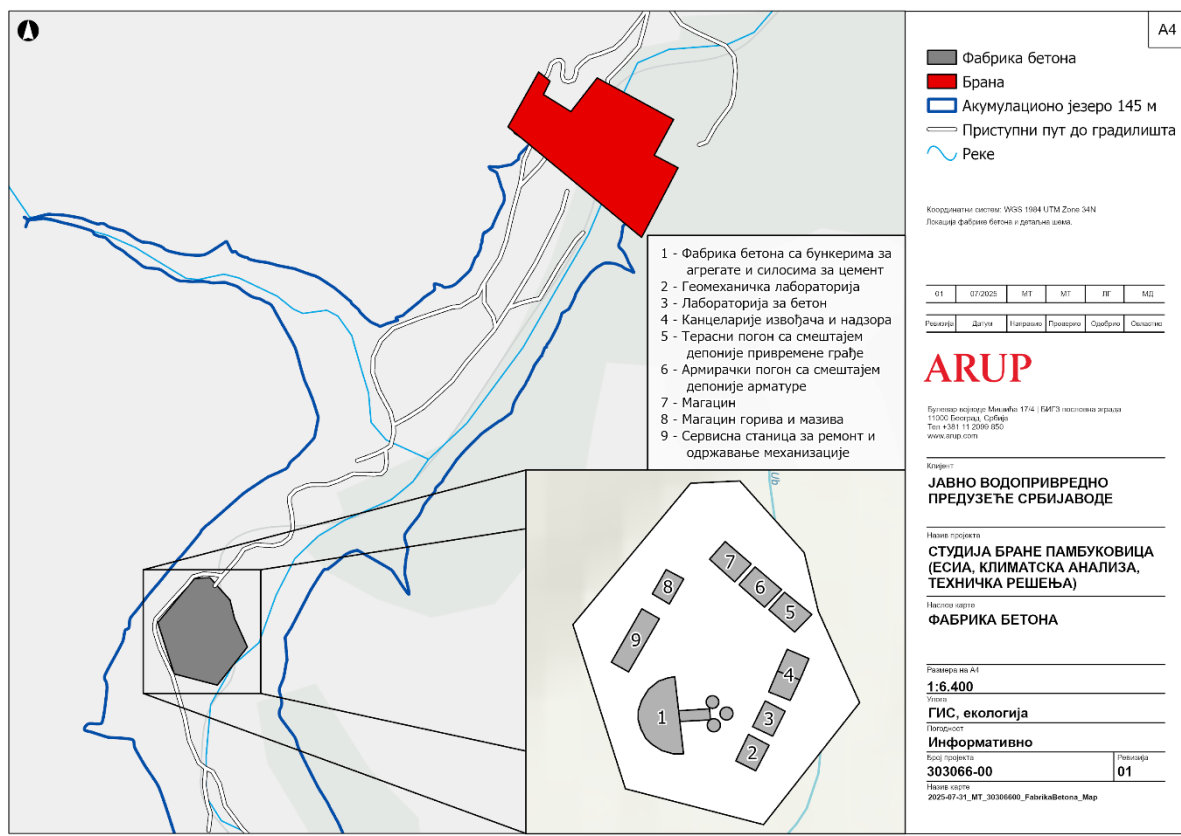 A4
Фабрика бетона
Брана
Акумулационо језеро 145 м
Приступни пут до градилишта
Реке
Координатни систем: WGS 1984 UTM Zone 34N
Локација фабрике бетона и детаљна шема.
1 - Фабрика бетона са бункерима за
агрегате и силосима за цемент
2 - Геомеханичка лабораторија
3 - Лабораторија за бетон
4 - Канцеларије извођача и надзора
5 - Терасни погон са смештајем
депоније привремене грађе
6 - Армирачки погон са смештајем
депоније арматуре
7 - Магацин
8 - Магацин горива и мазива
9 - Сервисна станица за ремонт и
одржавање механизације
01 07/2025 МТ МТ ЛГ МД
Ревизија Датум Направио Проверио Одобрио Сагласно
ARUP
Булевар војводе Мишића 17/4 | БИГЗ пословна зграда
11000 Београд, Србија
Тел +381 11 2099 850
www.arup.com
Клијент
ЈАВНО ВОДОПРИВРЕДНО
ПРЕДУЗЕЋЕ СРБИЈАВОДЕ
Назив пројекта
СТУДИЈА БРАНЕ ПАМБУКОВИЦА
(ЕСИА, КЛИМАТСКА АНАЛИЗА,
ТЕХНИЧКА РЕШЕЊА)
Наслов карте
ФАБРИКА БЕТОНА
Размера на А4
1:6.400
Улога
ГИС, екологија
Погодност
Информативно
Број пројекта Ревизија
303066-00 01
Назив карте
2025-07-31_MT_30306600_FabrikaBetona_Map
Ub
7
6
5
8
9
4
1
3
2